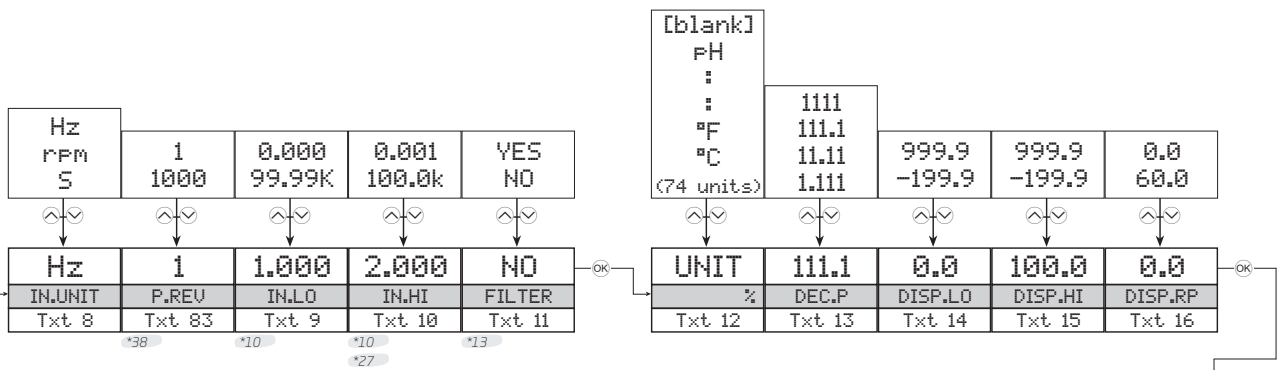 Hz
rpm
S
1
1000
0.000
99.99K
0.001
100.0k
YES
NO
Hz
IN.UNIT
Txt 8
1
P.REV
Txt 83
*38
1.000
IN.LO
Txt 9
*10
2.000
IN.HI
Txt 10
*10
*27
NO
FILTER
Txt 11
*13
OK
[blank]
pH
:
:
°F
°C
(74 units)
1111
111.1
11.11
1.111
999.9
-199.9
999.9
-199.9
0.0
60.0
UNIT
%
Txt 12
111.1
DEC.P
Txt 13
0.0
DISP.LO
Txt 14
100.0
DISP.HI
Txt 15
0.0
DISP.RP
Txt 16
OK